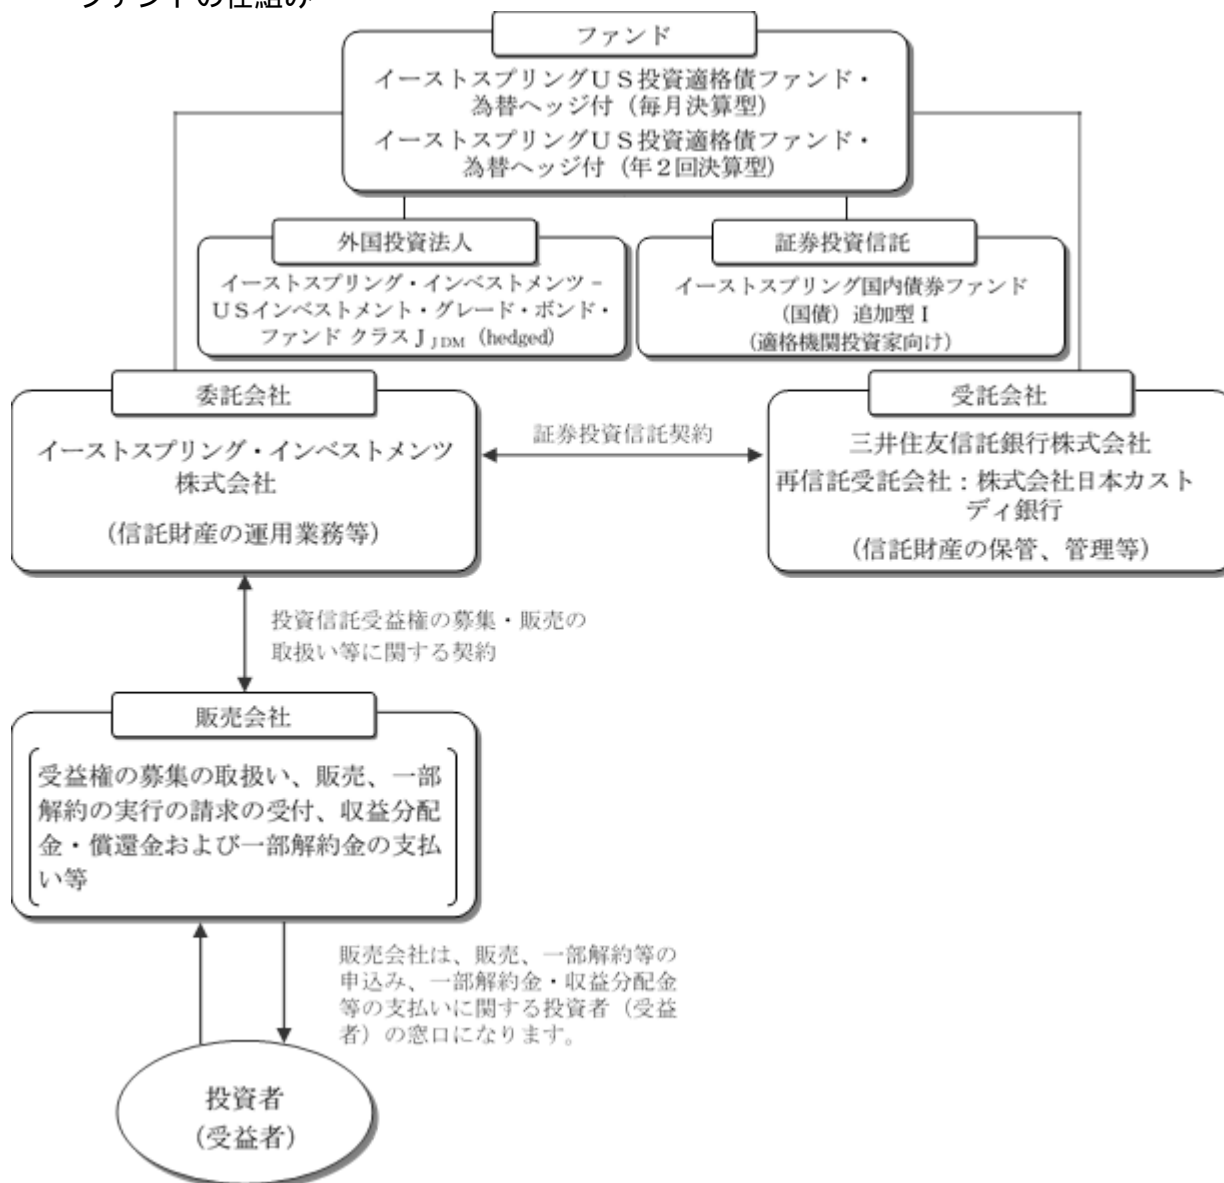 ファンドの仕組み
ファンド
イーストスプリングＵＳ投資適格債ファンド・
為替ヘッジ付（毎月決算型）
イーストスプリングＵＳ投資適格債ファンド・
為替ヘッジ付（年２回決算型）
外国投資法人
イーストスプリング・インベストメンツ－
ＵＳインベストメント・グレード・ボンド・
ファンド クラス J JDM（hedged）
証券投資信託
イーストスプリング国内債券ファンド
（国債）追加型Ｉ
（適格機関投資家向け）
委託会社
イーストスプリング・インベストメンツ
株式会社
（信託財産の運用業務等）
証券投資信託契約
受託会社
三井住友信託銀行株式会社
再信託受託会社：株式会社日本カスト
ディ銀行
（信託財産の保管、管理等）
投資信託受益権の募集・販売の
取扱い等に関する契約
販売会社
受益権の募集の取扱い、販売、一部
解約の実行の請求の受付、収益分配
金・償還金および一部解約金の支払
い等
販売会社は、販売、一部解約等の
申込み、一部解約金・収益分配金
等の支払いに関する投資者（受益
者）の窓口になります。
投資者
（受益者）